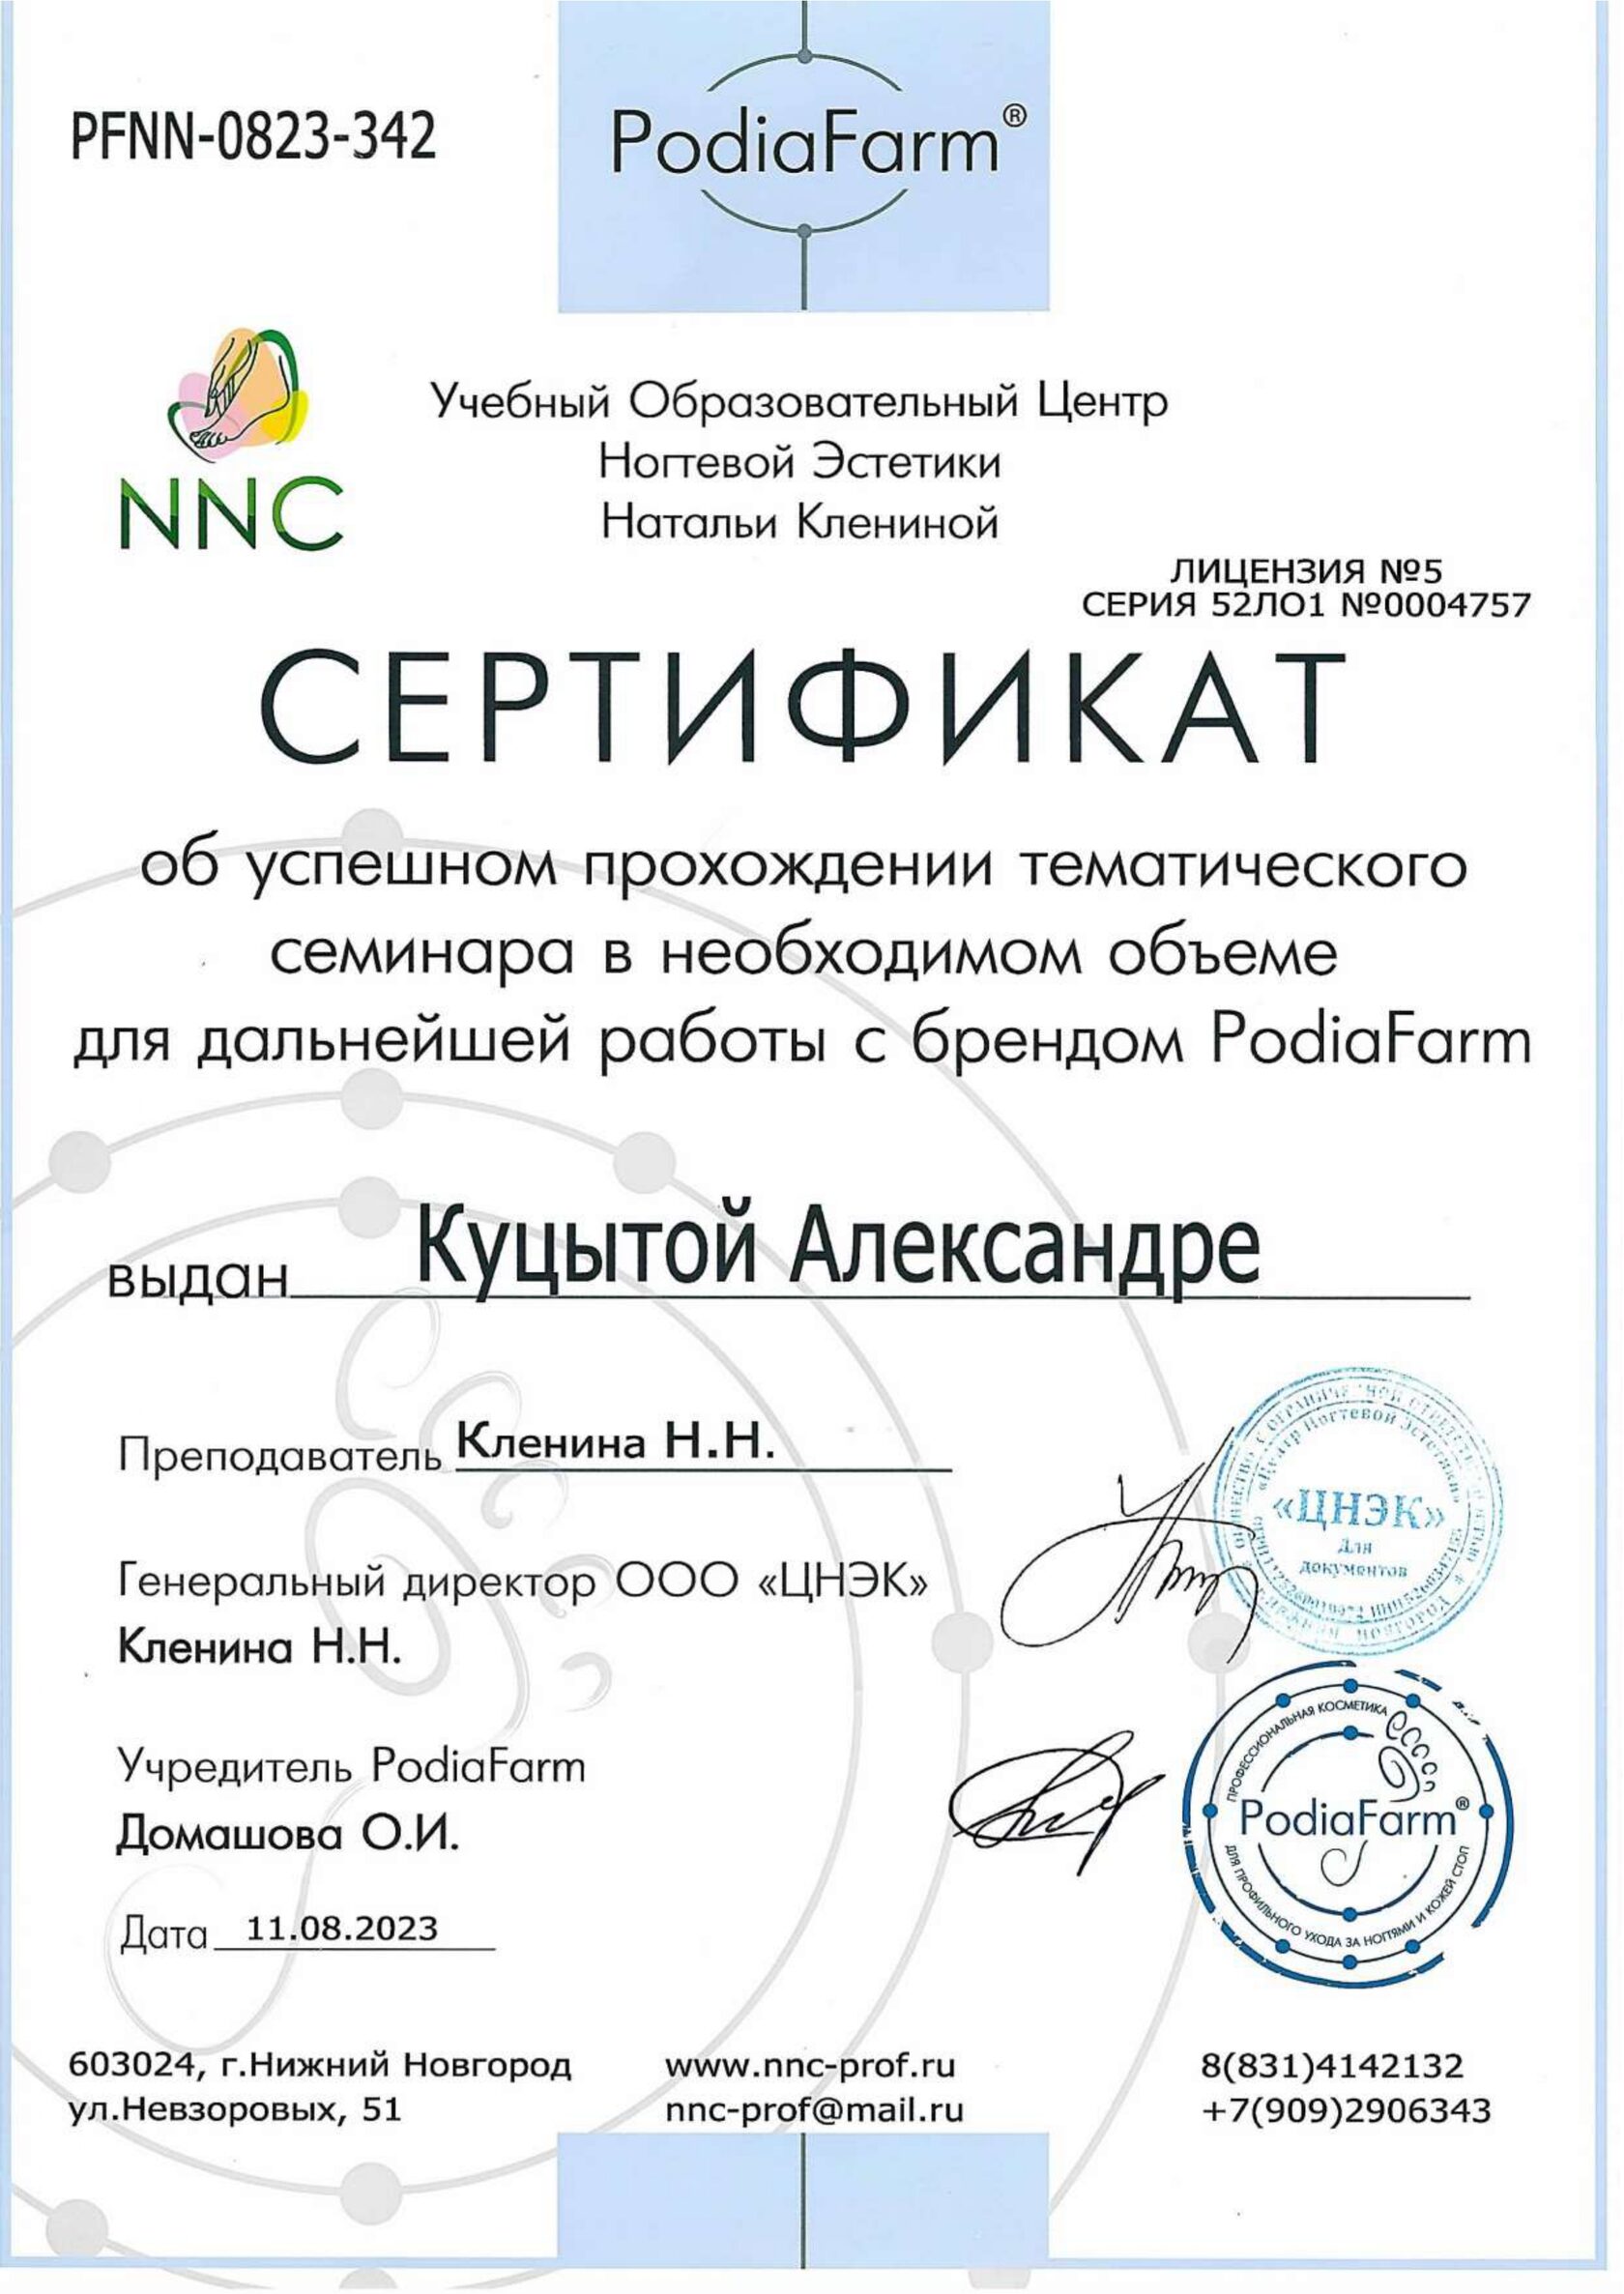 PFNN-0823-342
PodiaFarm®
NNC
Учебный Образовательный Центр
Ногтевой Эстетики
Натальи Клениной
ЛИЦЕНЗИЯ №5
СЕРИЯ 52ЛО1 №0004757
СЕРТИФИКАТ
об успешном прохождении тематического
семинара в необходимом объеме
для дальнейшей работы с брендом PodiaFarm
выдан Куцытой Александре
Преподаватель Кленина Н.Н.
Генеральный директор ООО «ЦНЭК»
Кленина Н.Н.
«Центр Ногтевой Эстетики»
«ЦНЭК»
Для
документов
Учредитель PodiaFarm
Домашова О.И.
ПРОФЕССИОНАЛЬНАЯ КОСМЕТИКА
PodiaFarm®
ДЛЯ ПРОФИЛЬНОГО УХОДА ЗА НОГТЯМИ И КОЖЕЙ СТОП
Дата 11.08.2023
603024, г.Нижний Новгород
ул.Невзоровых, 51
www.nnc-prof.ru
nnc-prof@mail.ru
8(831)4142132
+7(909)2906343